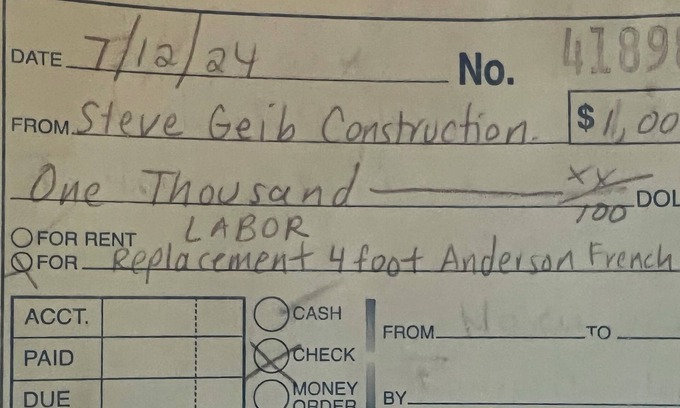 DATE 7/12/24 No. 4189
FROM Steve Geib Construction. $ 1,00
One Thousand xx/100 DOL
FOR RENT LABOR
FOR Replacement 4 foot Anderson French
ACCT. CASH
FROM TO
PAID CHECK
DUE MONEY ORDER BY